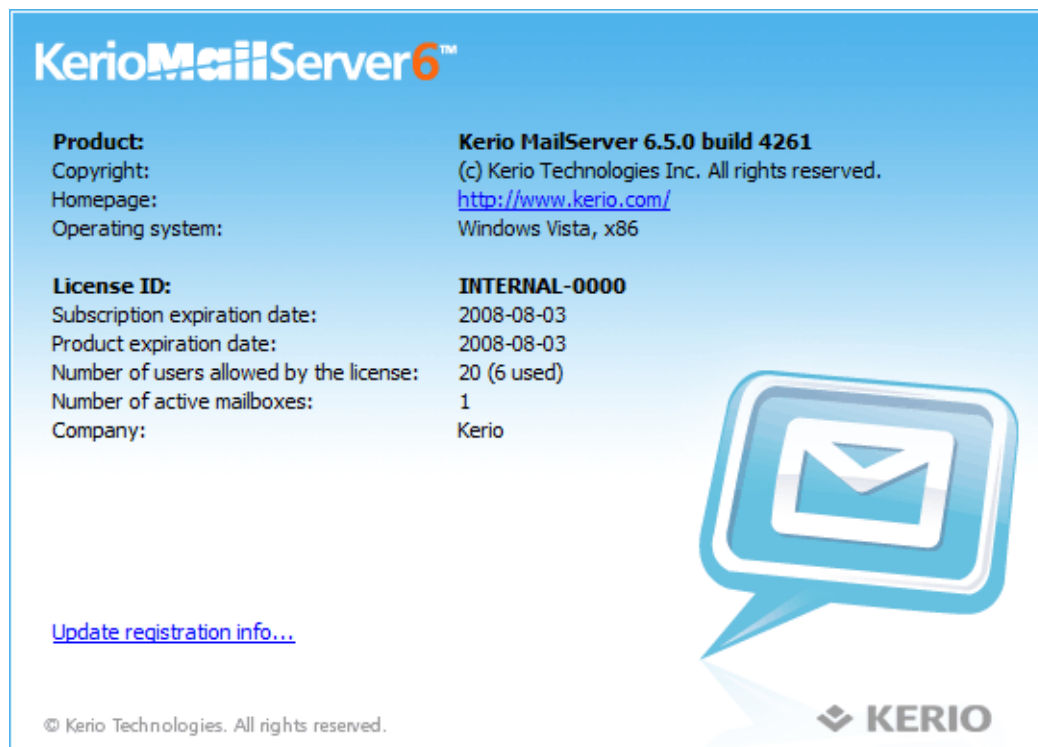 KerioMailServer6™
Product: Kerio MailServer 6.5.0 build 4261
Copyright: (c) Kerio Technologies Inc. All rights reserved.
Homepage: http://www.kerio.com/
Operating system: Windows Vista, x86
License ID: INTERNAL-0000
Subscription expiration date: 2008-08-03
Product expiration date: 2008-08-03
Number of users allowed by the license: 20 (6 used)
Number of active mailboxes: 1
Company: Kerio
Update registration info...
© Kerio Technologies. All rights reserved.
KERIO